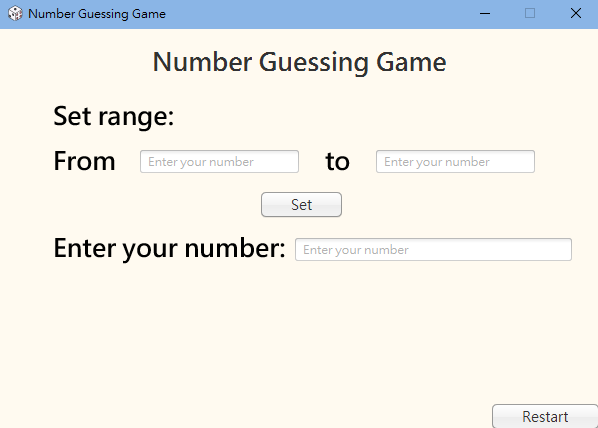 Number Guessing Game
Number Guessing Game
Set range:
From Enter your number to Enter your number
Set
Enter your number: Enter your number
Restart